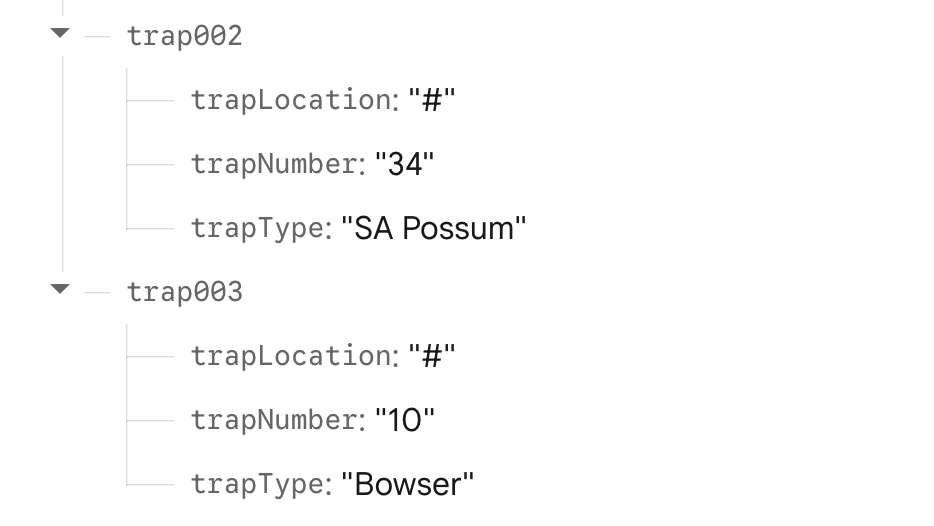 trap002
trapLocation: "#"
trapNumber: "34"
trapType: "SA Possum"
trap003
trapLocation: "#"
trapNumber: "10"
trapType: "Bowser"